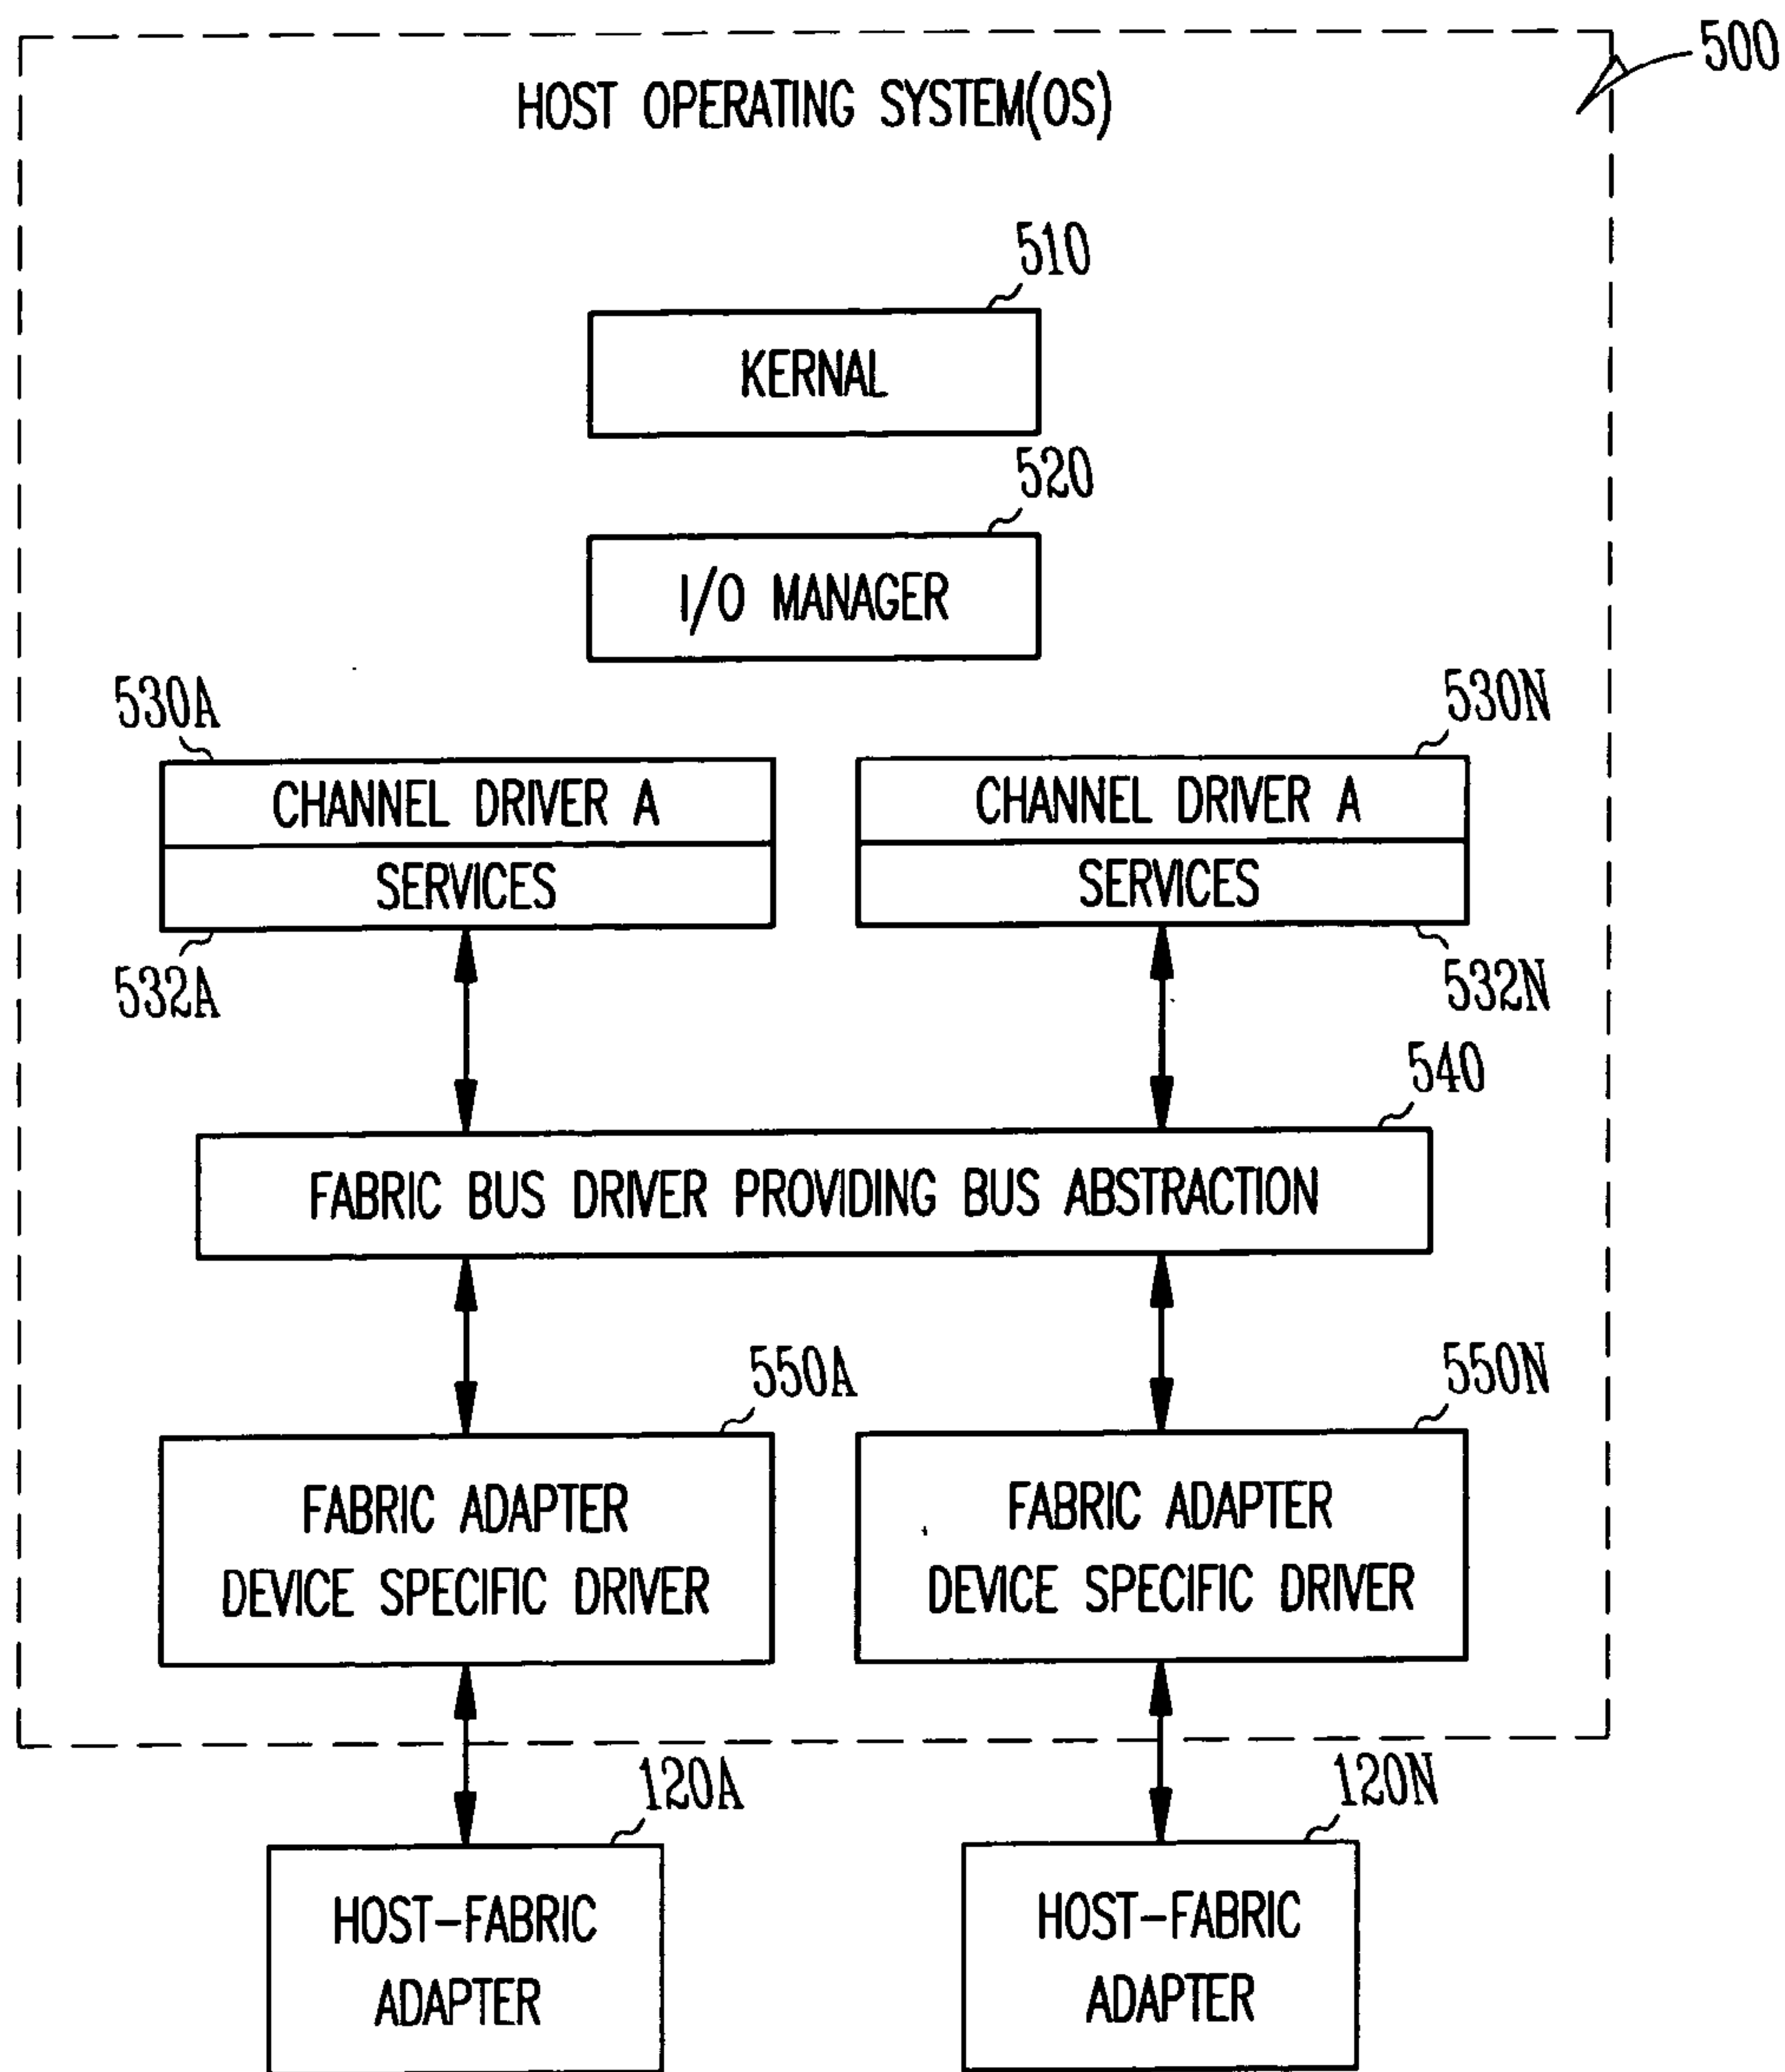 500
HOST OPERATING SYSTEM(OS)
510
KERNAL
520
I/O MANAGER
530A
530N
CHANNEL DRIVER A
CHANNEL DRIVER A
SERVICES
SERVICES
532A
532N
540
FABRIC BUS DRIVER PROVIDING BUS ABSTRACTION
550A
550N
FABRIC ADAPTER
DEVICE SPECIFIC DRIVER
FABRIC ADAPTER
DEVICE SPECIFIC DRIVER
120A
120N
HOST-FABRIC
ADAPTER
HOST-FABRIC
ADAPTER